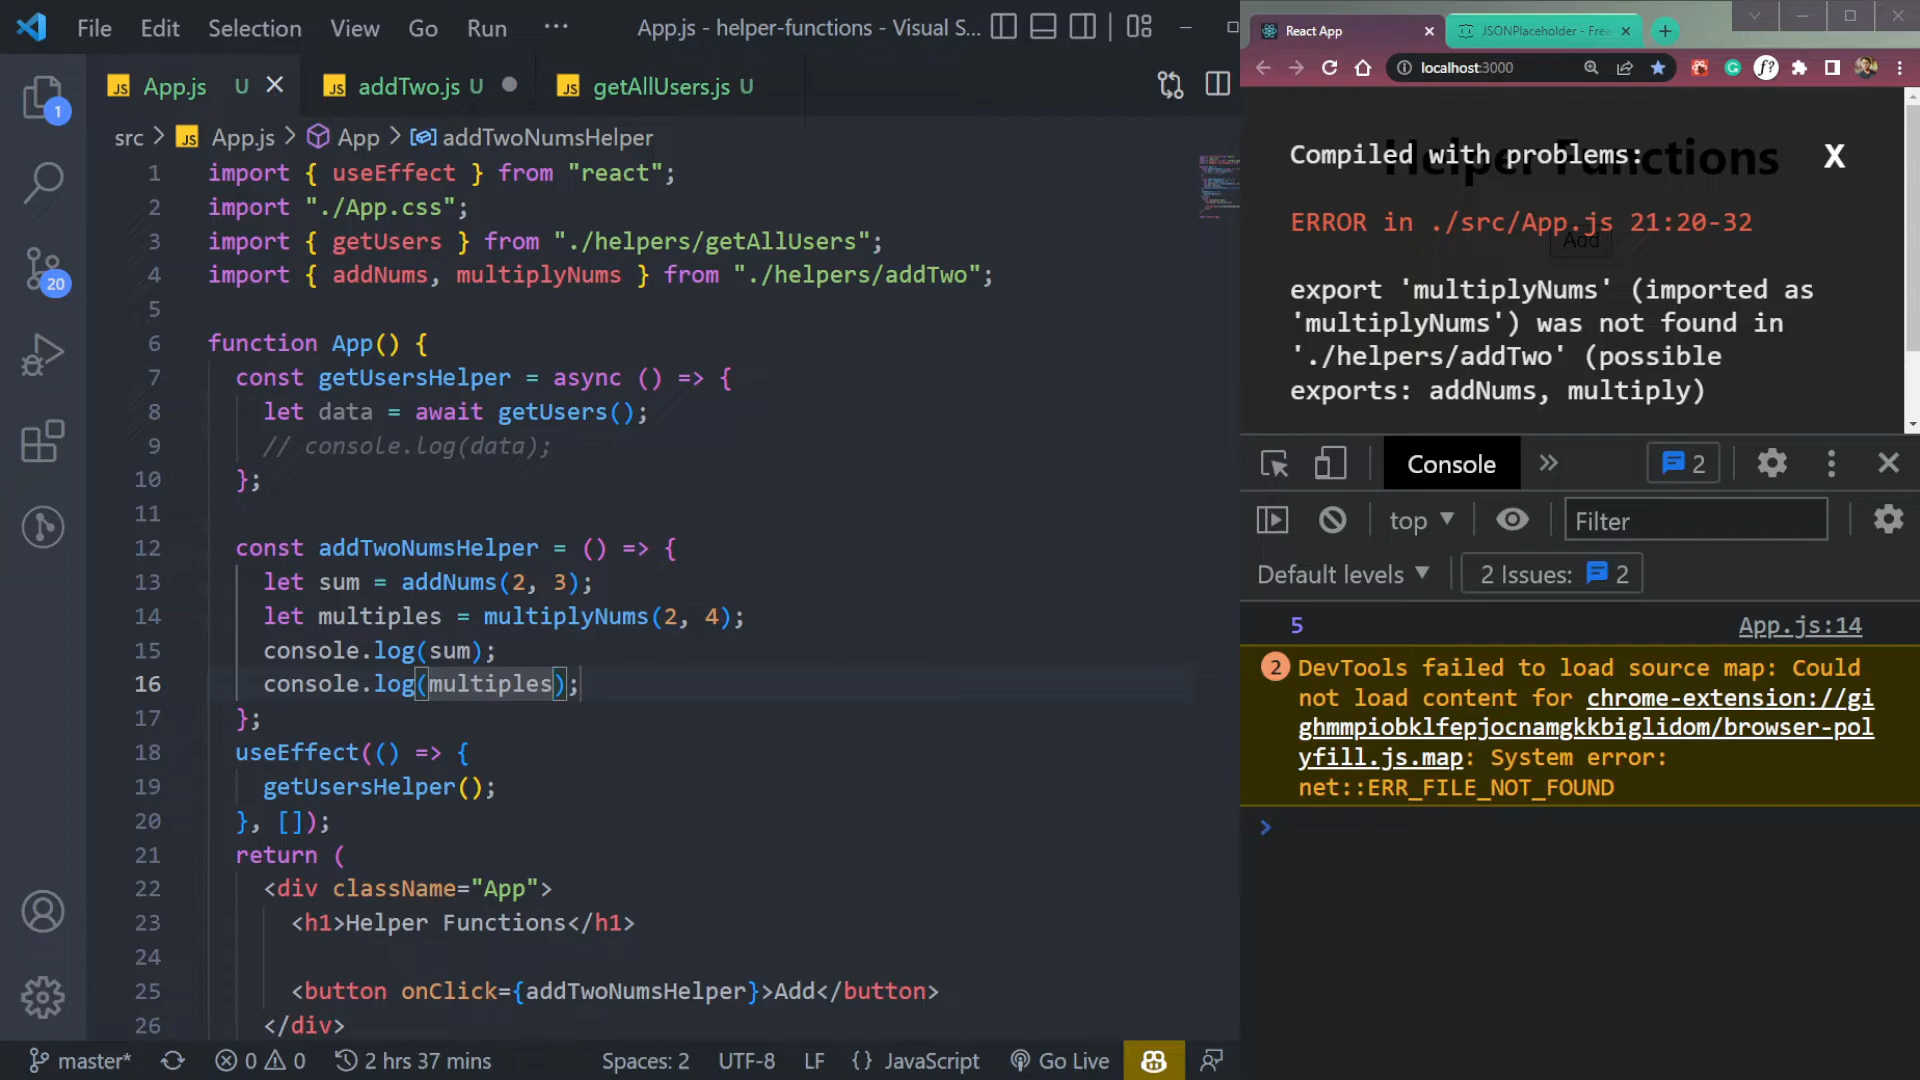 File Edit Selection View Go Run ··· App.js - helper-functions - Visual S...
JS App.js U
JS addTwo.js U
JS getAllUsers.js U
src > JS App.js > App > addTwoNumsHelper
1 import { useEffect } from "react";
2 import "./App.css";
3 import { getUsers } from "./helpers/getAllUsers";
4 import { addNums, multiplyNums } from "./helpers/addTwo";
5
6 function App() {
7 const getUsersHelper = async () => {
8 let data = await getUsers();
9 // console.log(data);
10 };
11
12 const addTwoNumsHelper = () => {
13 let sum = addNums(2, 3);
14 let multiples = multiplyNums(2, 4);
15 console.log(sum);
16 console.log(multiples);
17 };
18 useEffect(() => {
19 getUsersHelper();
20 }, []);
21 return (
22 <div className="App">
23 <h1>Helper Functions</h1>
24
25 <button onClick={addTwoNumsHelper}>Add</button>
26 </div>
1
20
master* 0 0 2 hrs 37 mins Spaces: 2 UTF-8 LF {} JavaScript Go Live
React App
JSONPlaceholder - Free
localhost:3000
f?
Helper Functions
Compiled with problems:
X
ERROR in ./src/App.js 21:20-32
Add
export 'multiplyNums' (imported as
'multiplyNums') was not found in
'./helpers/addTwo' (possible
exports: addNums, multiply)
Console 2
top Filter
Default levels 2 Issues: 2
5 App.js:14
2 DevTools failed to load source map: Could
not load content for chrome-extension://gi
ghmmpiobklfepjocnamgkkbiglidom/browser-pol
yfill.js.map: System error:
net::ERR_FILE_NOT_FOUND